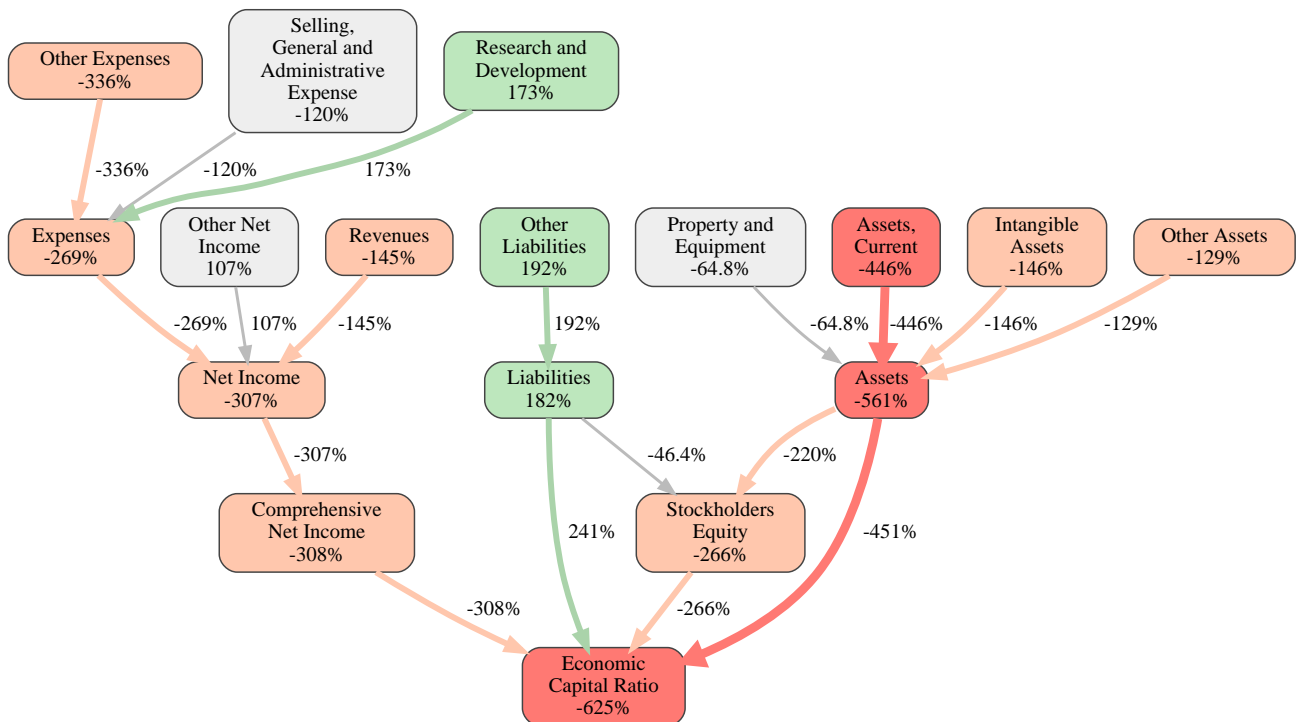 Other Expenses
-336%
Selling,
General and
Administrative
Expense
-120%
Research and
Development
173%
-336%
-120%
173%
Expenses
-269%
Other Net
Income
107%
Revenues
-145%
Other
Liabilities
192%
Property and
Equipment
-64.8%
Assets,
Current
-446%
Intangible
Assets
-146%
Other Assets
-129%
-269%
107%
-145%
192%
-64.8%
-446%
-146%
-129%
Net Income
-307%
Liabilities
182%
Assets
-561%
-307%
-46.4%
-220%
Comprehensive
Net Income
-308%
Stockholders
Equity
-266%
241%
-451%
-308%
-266%
Economic
Capital Ratio
-625%